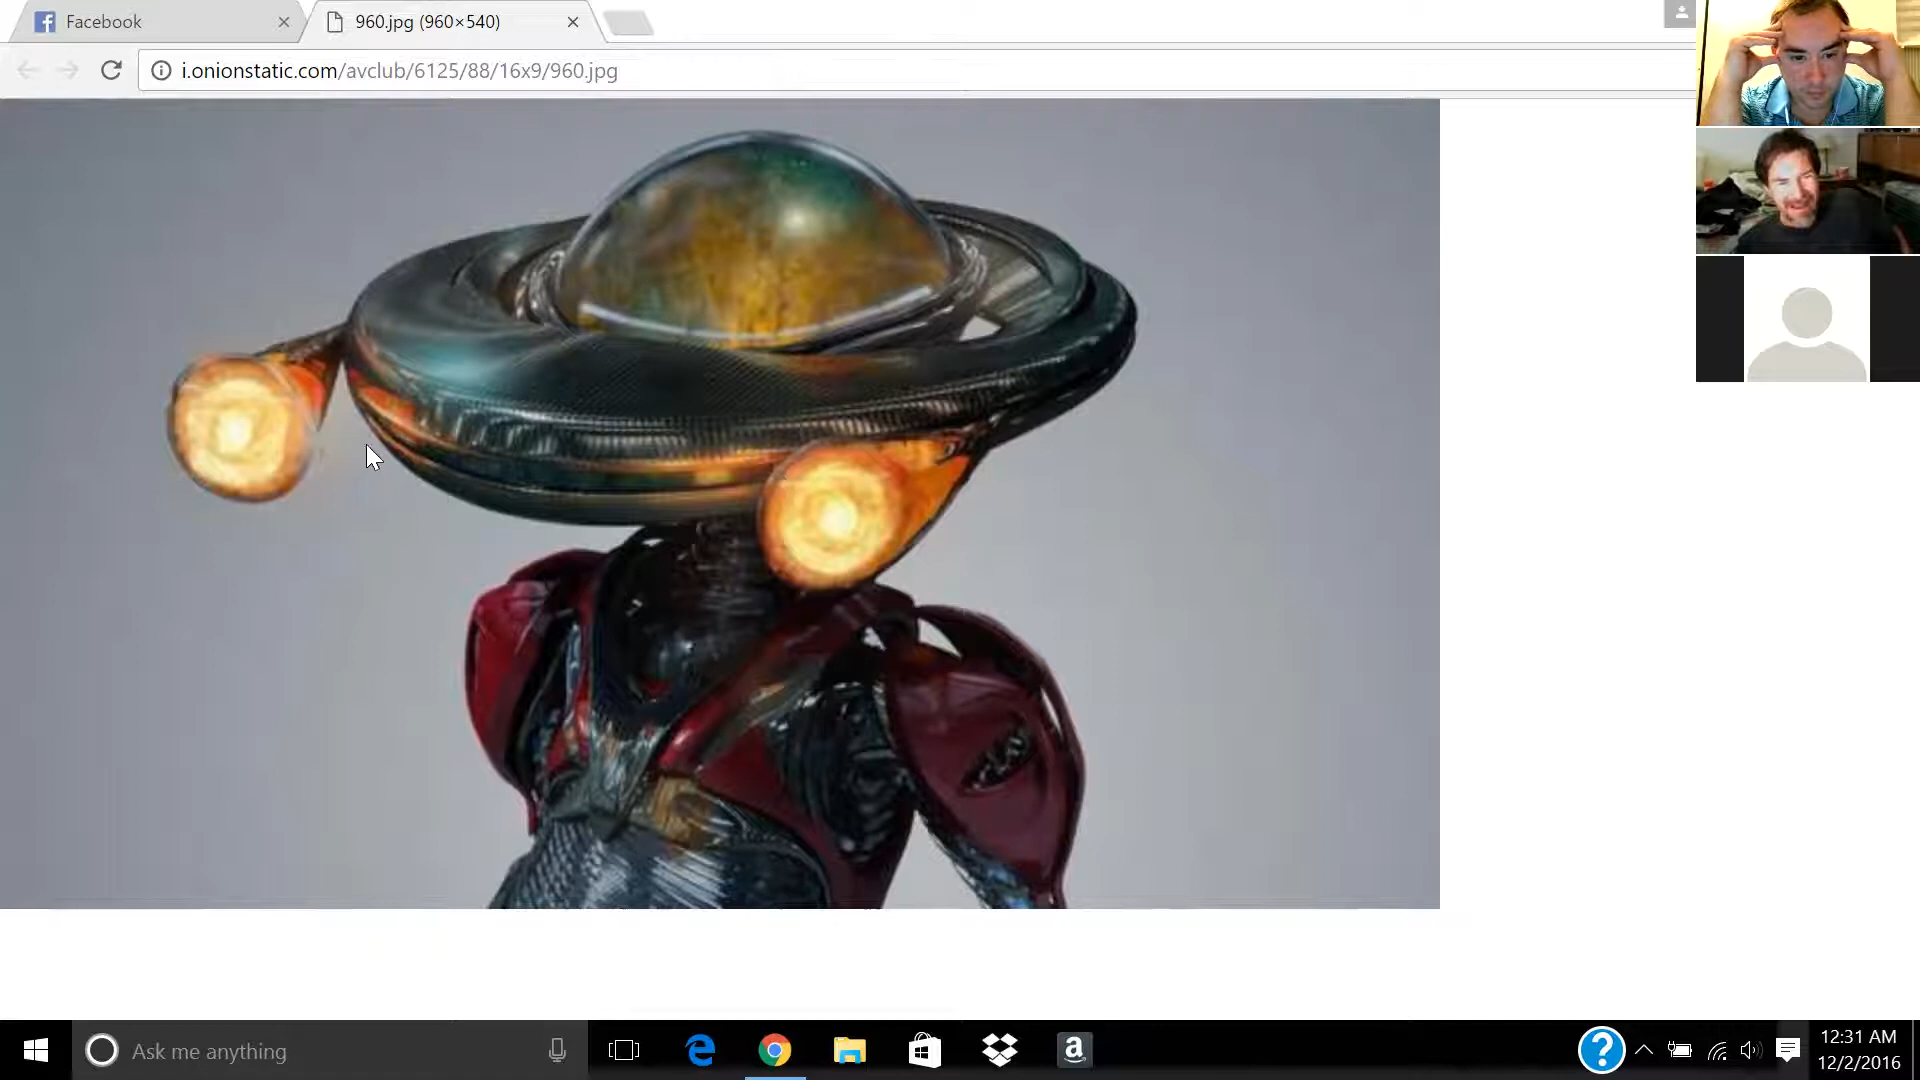 Facebook
960.jpg (960×540)
i.onionstatic.com/avclub/6125/88/16x9/960.jpg
Ask me anything
12:31 AM
12/2/2016